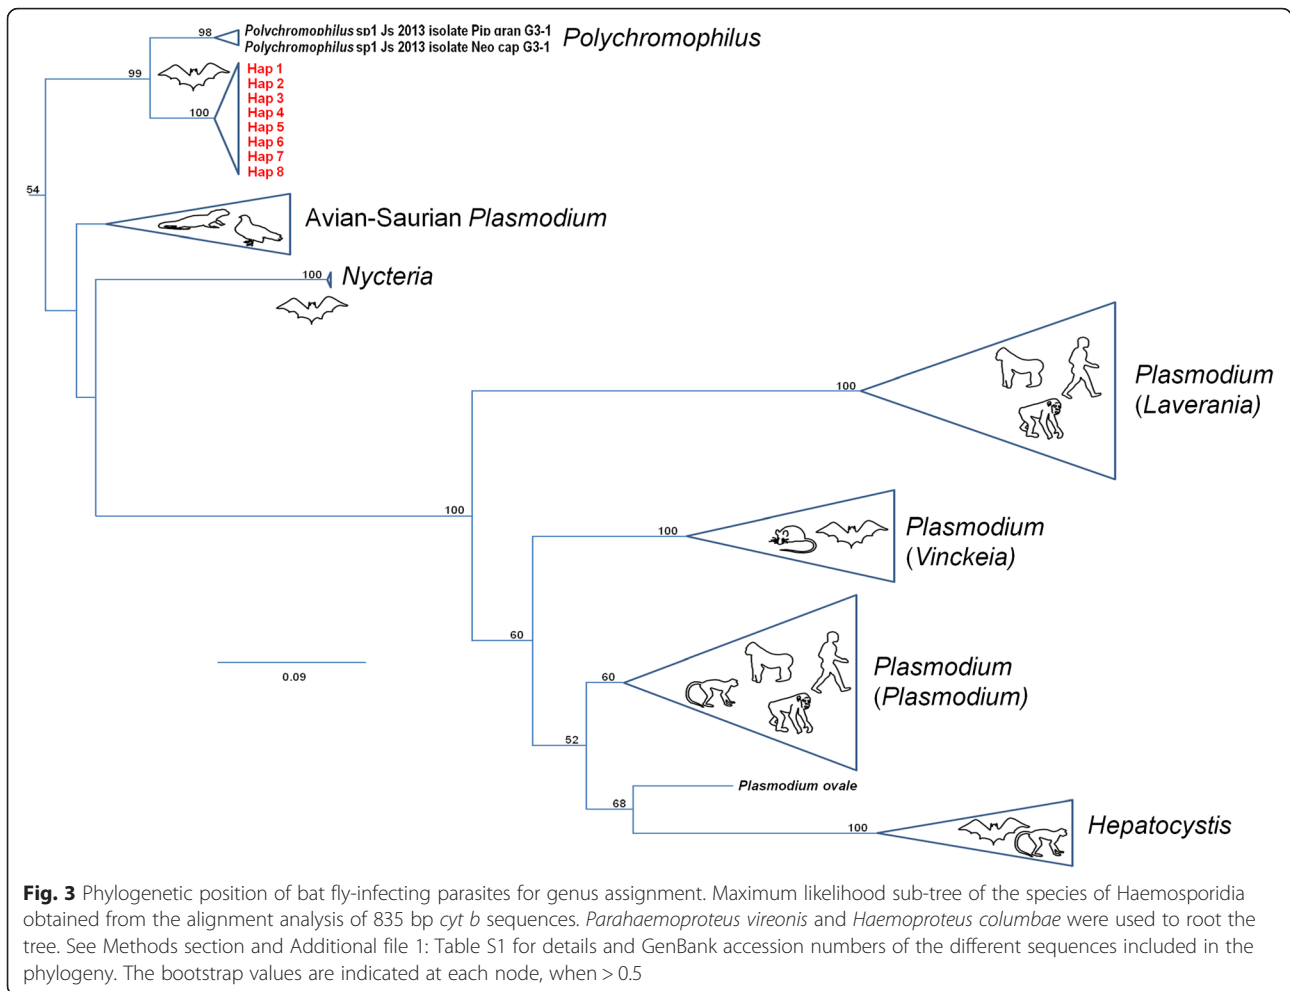 98
Polychromophilus sp1 Js 2013 isolate Pip gran G3-1
Polychromophilus sp1 Js 2013 isolate Neo cap G3-1
Polychromophilus
99
Hap 1
Hap 2
Hap 3
100
Hap 4
Hap 5
Hap 6
Hap 7
Hap 8
54
Avian-Saurian Plasmodium
100
Nycteria
100
Plasmodium
(Laverania)
100
100
Plasmodium
(Vinckeia)
60
60
Plasmodium
(Plasmodium)
0.09
52
Plasmodium ovale
68
100
Hepatocystis
Fig. 3 Phylogenetic position of bat fly-infecting parasites for genus assignment. Maximum likelihood sub-tree of the species of Haemosporidia
obtained from the alignment analysis of 835 bp cyt b sequences. Parahaemoproteus vireonis and Haemoproteus columbae were used to root the
tree. See Methods section and Additional file 1: Table S1 for details and GenBank accession numbers of the different sequences included in the
phylogeny. The bootstrap values are indicated at each node, when > 0.5